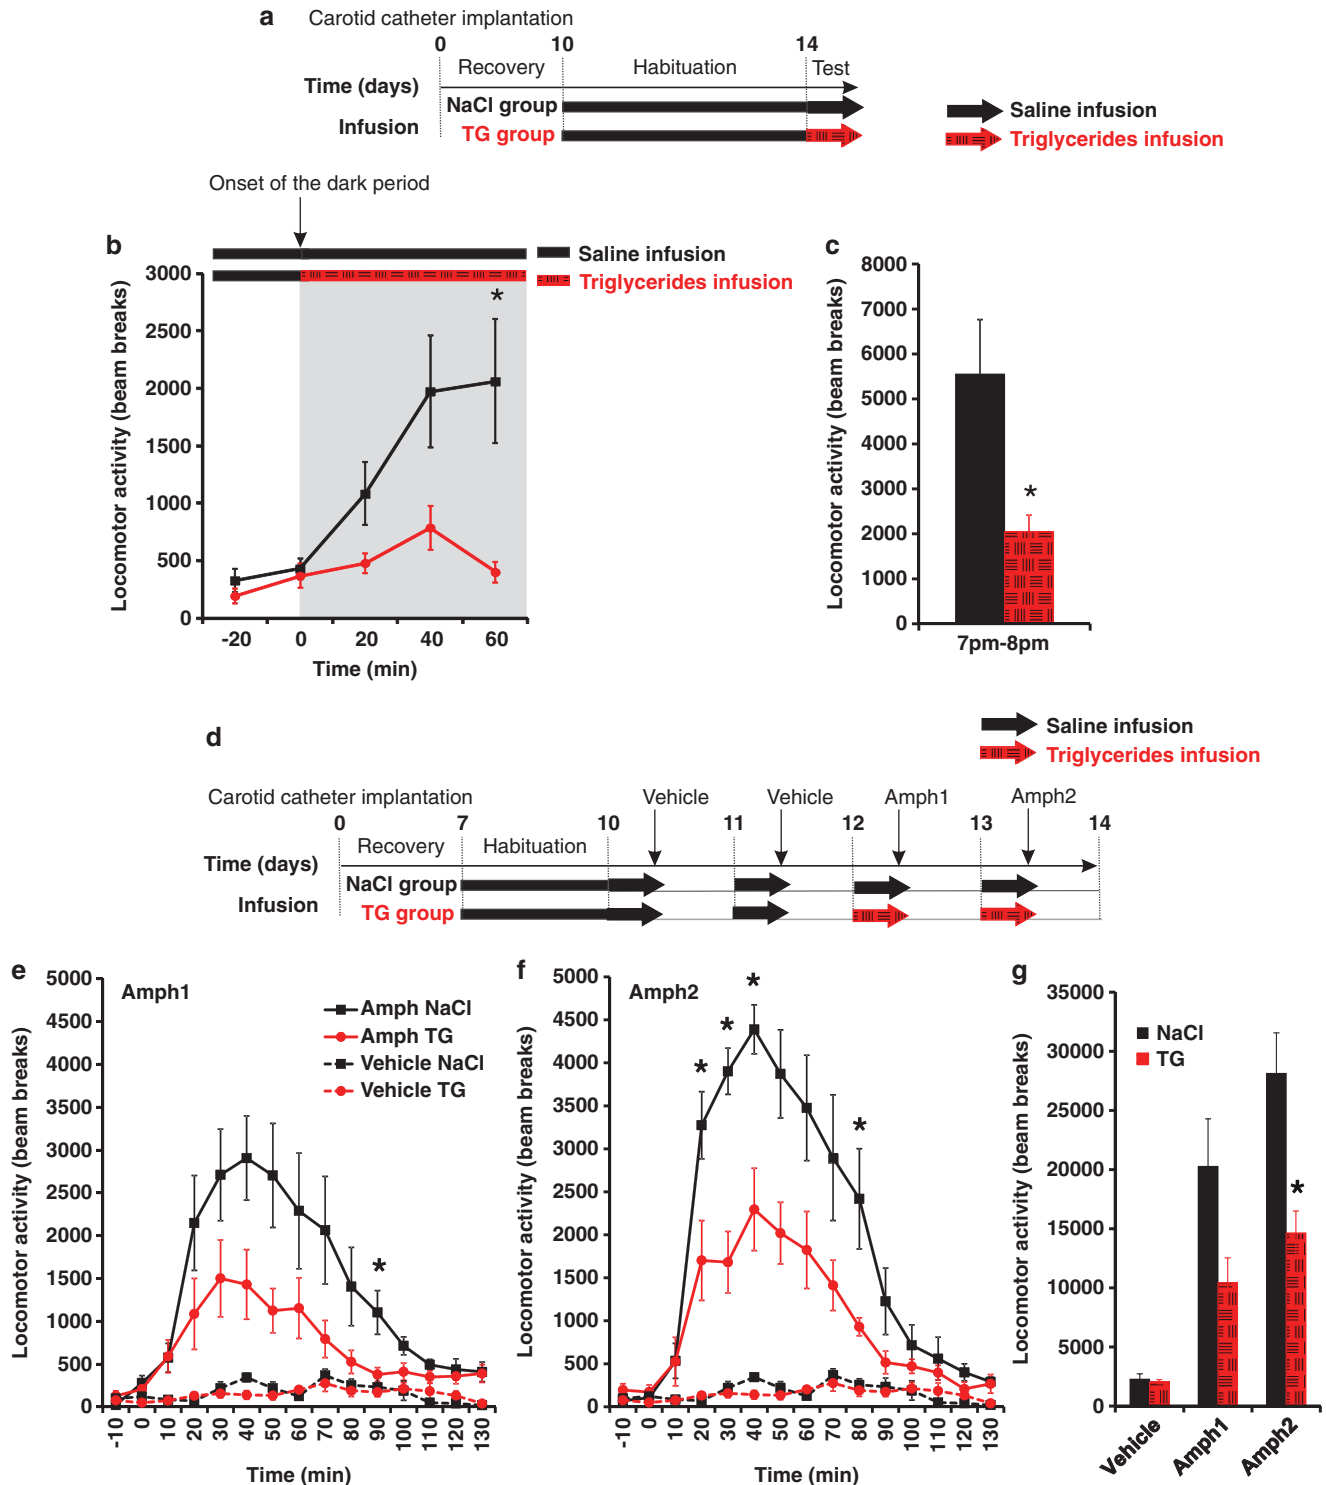 a
Carotid catheter implantation
0 10 14
Recovery Habituation Test
Time (days)
NaCl group
Infusion
TG group
Saline infusion
Triglycerides infusion
Onset of the dark period
b
Saline infusion
Triglycerides infusion
Locomotor activity (beam breaks)
3000
2500
2000
1500
1000
500
0
*
-20 0 20 40 60
Time (min)
c
Locomotor activity (beam breaks)
8000
7000
6000
5000
4000
3000
2000
1000
0
*
7pm-8pm
d
Saline infusion
Triglycerides infusion
Carotid catheter implantation
Vehicle Vehicle Amph1 Amph2
0 7 10 11 12 13 14
Recovery Habituation
Time (days)
NaCl group
Infusion
TG group
e
Amph1
Locomotor activity (beam breaks)
5000
4500
4000
3500
3000
2500
2000
1500
1000
500
0
Amph NaCl
Amph TG
Vehicle NaCl
Vehicle TG
*
-10 0 10 20 30 40 50 60 70 80 90 100 110 120 130
Time (min)
f
Amph2
Locomotor activity (beam breaks)
5000
4500
4000
3500
3000
2500
2000
1500
1000
500
0
* * * *
-10 0 10 20 30 40 50 60 70 80 90 100 110 120 130
Time (min)
g
Locomotor activity (beam breaks)
35000
30000
25000
20000
15000
10000
5000
0
NaCl
TG
*
Vehicle Amph1 Amph2